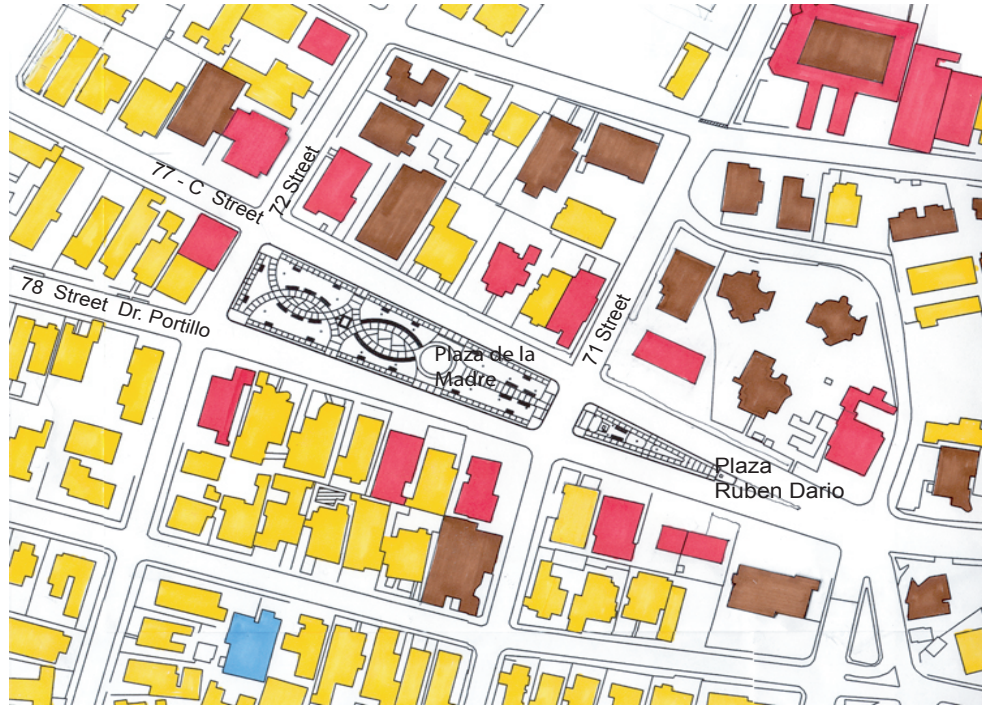 77 - C Street
72 Street
78 Street Dr. Portillo
71 Street
Plaza de la
Madre
Plaza
Ruben Dario